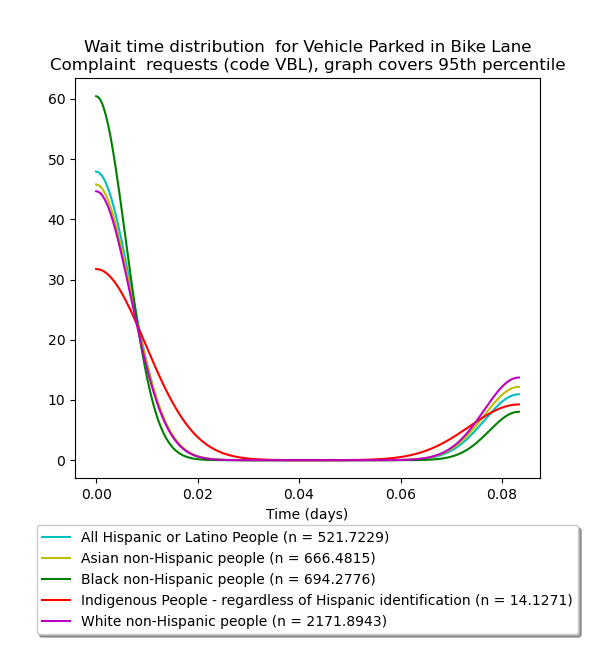 Wait time distribution  for Vehicle Parked in Bike Lane
Complaint  requests (code VBL), graph covers 95th percentile
60
50
40
30
20
10
0
0.00 0.02 0.04 0.06 0.08
Time (days)
All Hispanic or Latino People (n = 521.7229)
Asian non-Hispanic people (n = 666.4815)
Black non-Hispanic people (n = 694.2776)
Indigenous People - regardless of Hispanic identification (n = 14.1271)
White non-Hispanic people (n = 2171.8943)